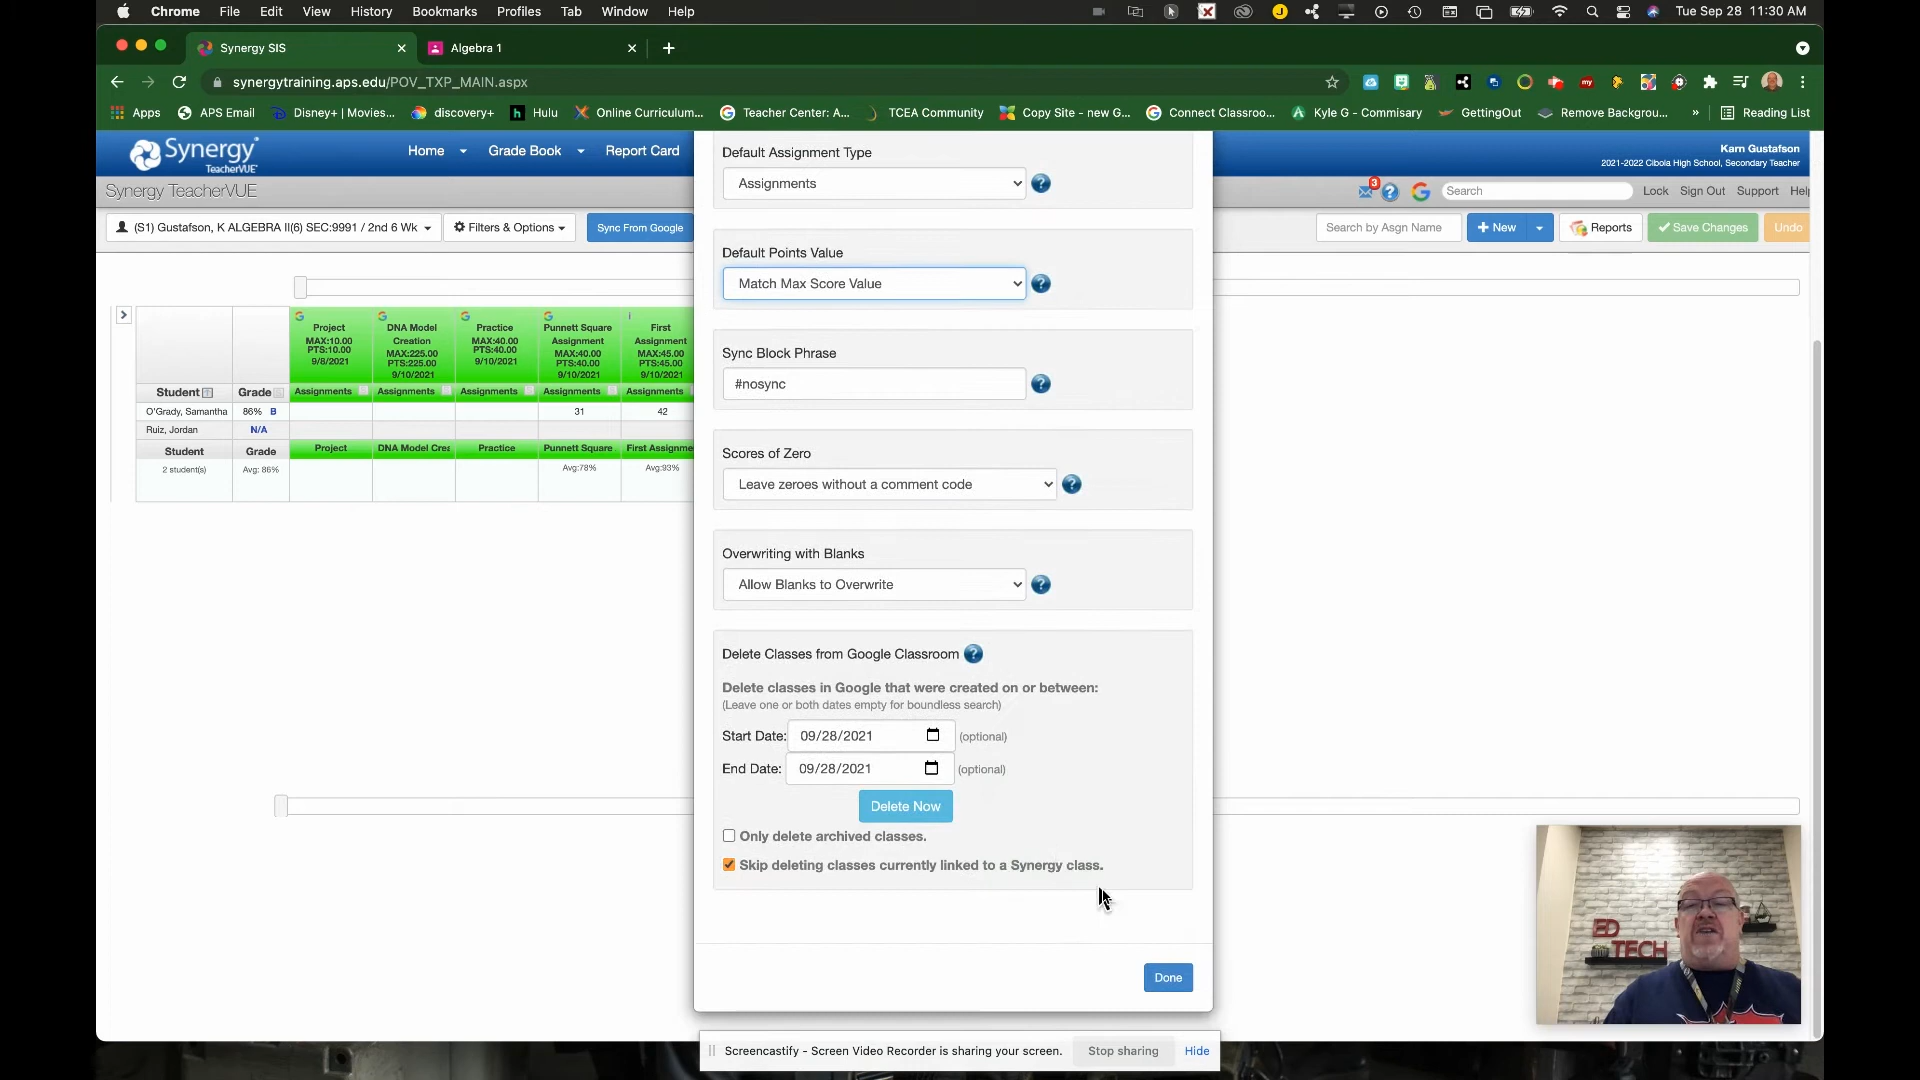 Chrome File Edit View History Bookmarks Profiles Tab Window Help Tue Sep 28 11:30 AM
Synergy SIS Algebra 1
synergytraining.aps.edu/POV_TXP_MAIN.aspx
Apps APS Email Disney+ | Movies... discovery+ Hulu Online Curriculum... Teacher Center: A... TCEA Community Copy Site - new G... Connect Classroo... Kyle G - Commisary GettingOut Remove Backgrou... » Reading List
Synergy TeacherVUE Home Grade Book Report Card Karn Gustafson
2021-2022 Cibola High School, Secondary Teacher
Synergy TeacherVUE 3 Search Lock Sign Out Support Help
(S1) Gustafson, K ALGEBRA II(6) SEC:9991 / 2nd 6 Wk Filters & Options Sync From Google Search by Asgn Name + New Reports Save Changes Undo
Project MAX:10.00 PTS:10.00 9/8/2021
DNA Model Creation MAX:225.00 PTS:225.00 9/10/2021
Practice MAX:40.00 PTS:40.00 9/10/2021
Punnett Square Assignment MAX:40.00 PTS:40.00 9/10/2021
First Assignment MAX:45.00 PTS:45.00 9/10/2021
Student Grade Assignments Assignments Assignments Assignments Assignments
O'Grady, Samantha 86% B 31 42
Ruiz, Jordan N/A
Student Grade Project DNA Model Crea Practice Punnett Square First Assignme
2 student(s) Avg: 86% Avg:78% Avg:93%
Default Assignment Type
Assignments
Default Points Value
Match Max Score Value
Sync Block Phrase
#nosync
Scores of Zero
Leave zeroes without a comment code
Overwriting with Blanks
Allow Blanks to Overwrite
Delete Classes from Google Classroom
Delete classes in Google that were created on or between:
(Leave one or both dates empty for boundless search)
Start Date: 09/28/2021 (optional)
End Date: 09/28/2021 (optional)
Delete Now
Only delete archived classes.
Skip deleting classes currently linked to a Synergy class.
Done
ED
TECH
Screencastify - Screen Video Recorder is sharing your screen. Stop sharing Hide